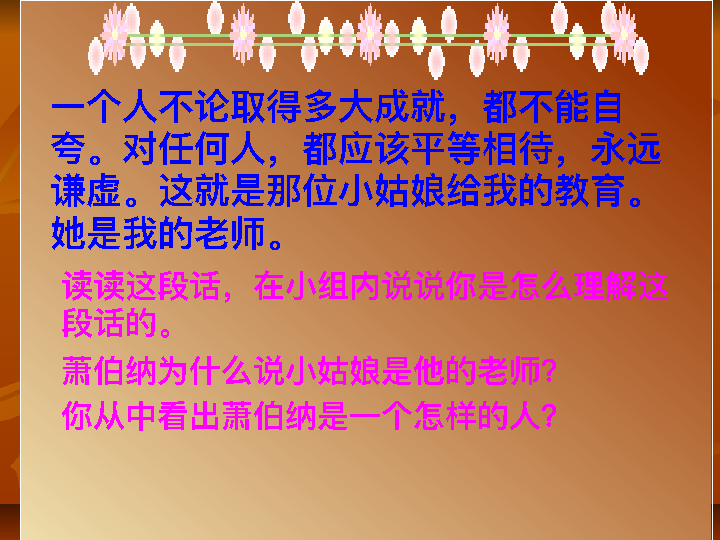 一个人不论取得多大成就，都不能自
夸。对任何人，都应该平等相待，永远
谦虚。这就是那位小姑娘给我的教育。
她是我的老师。
读读这段话，在小组内说说你是怎么理解这
段话的。
萧伯纳为什么说小姑娘是他的老师？
你从中看出萧伯纳是一个怎样的人？